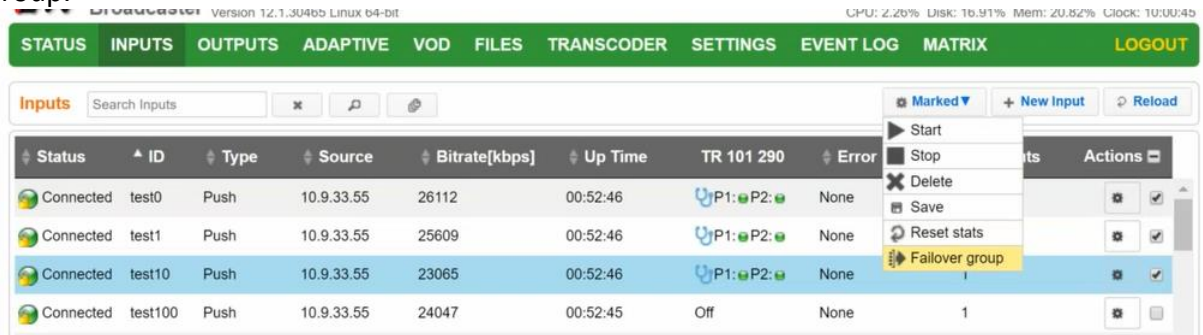 roup.
Broadcaster Version 12.1.30465 Linux 64-bit CPU: 2.26% Disk: 16.91% Mem: 20.82% Clock: 10:00:45
STATUS INPUTS OUTPUTS ADAPTIVE VOD FILES TRANSCODER SETTINGS EVENT LOG MATRIX LOGOUT
Inputs Search Inputs Marked▼ + New Input Reload
Start
Status ID Type Source Bitrate[kbps] Up Time TR 101 290 Error Stop uts Actions
Delete
Connected test0 Push 10.9.33.55 26112 00:52:46 P1: P2: None
Save
Connected test1 Push 10.9.33.55 25609 00:52:46 P1: P2: None Reset stats
Failover group
Connected test10 Push 10.9.33.55 23065 00:52:46 P1: P2: None 1
Connected test100 Push 10.9.33.55 24047 00:52:45 Off None 1